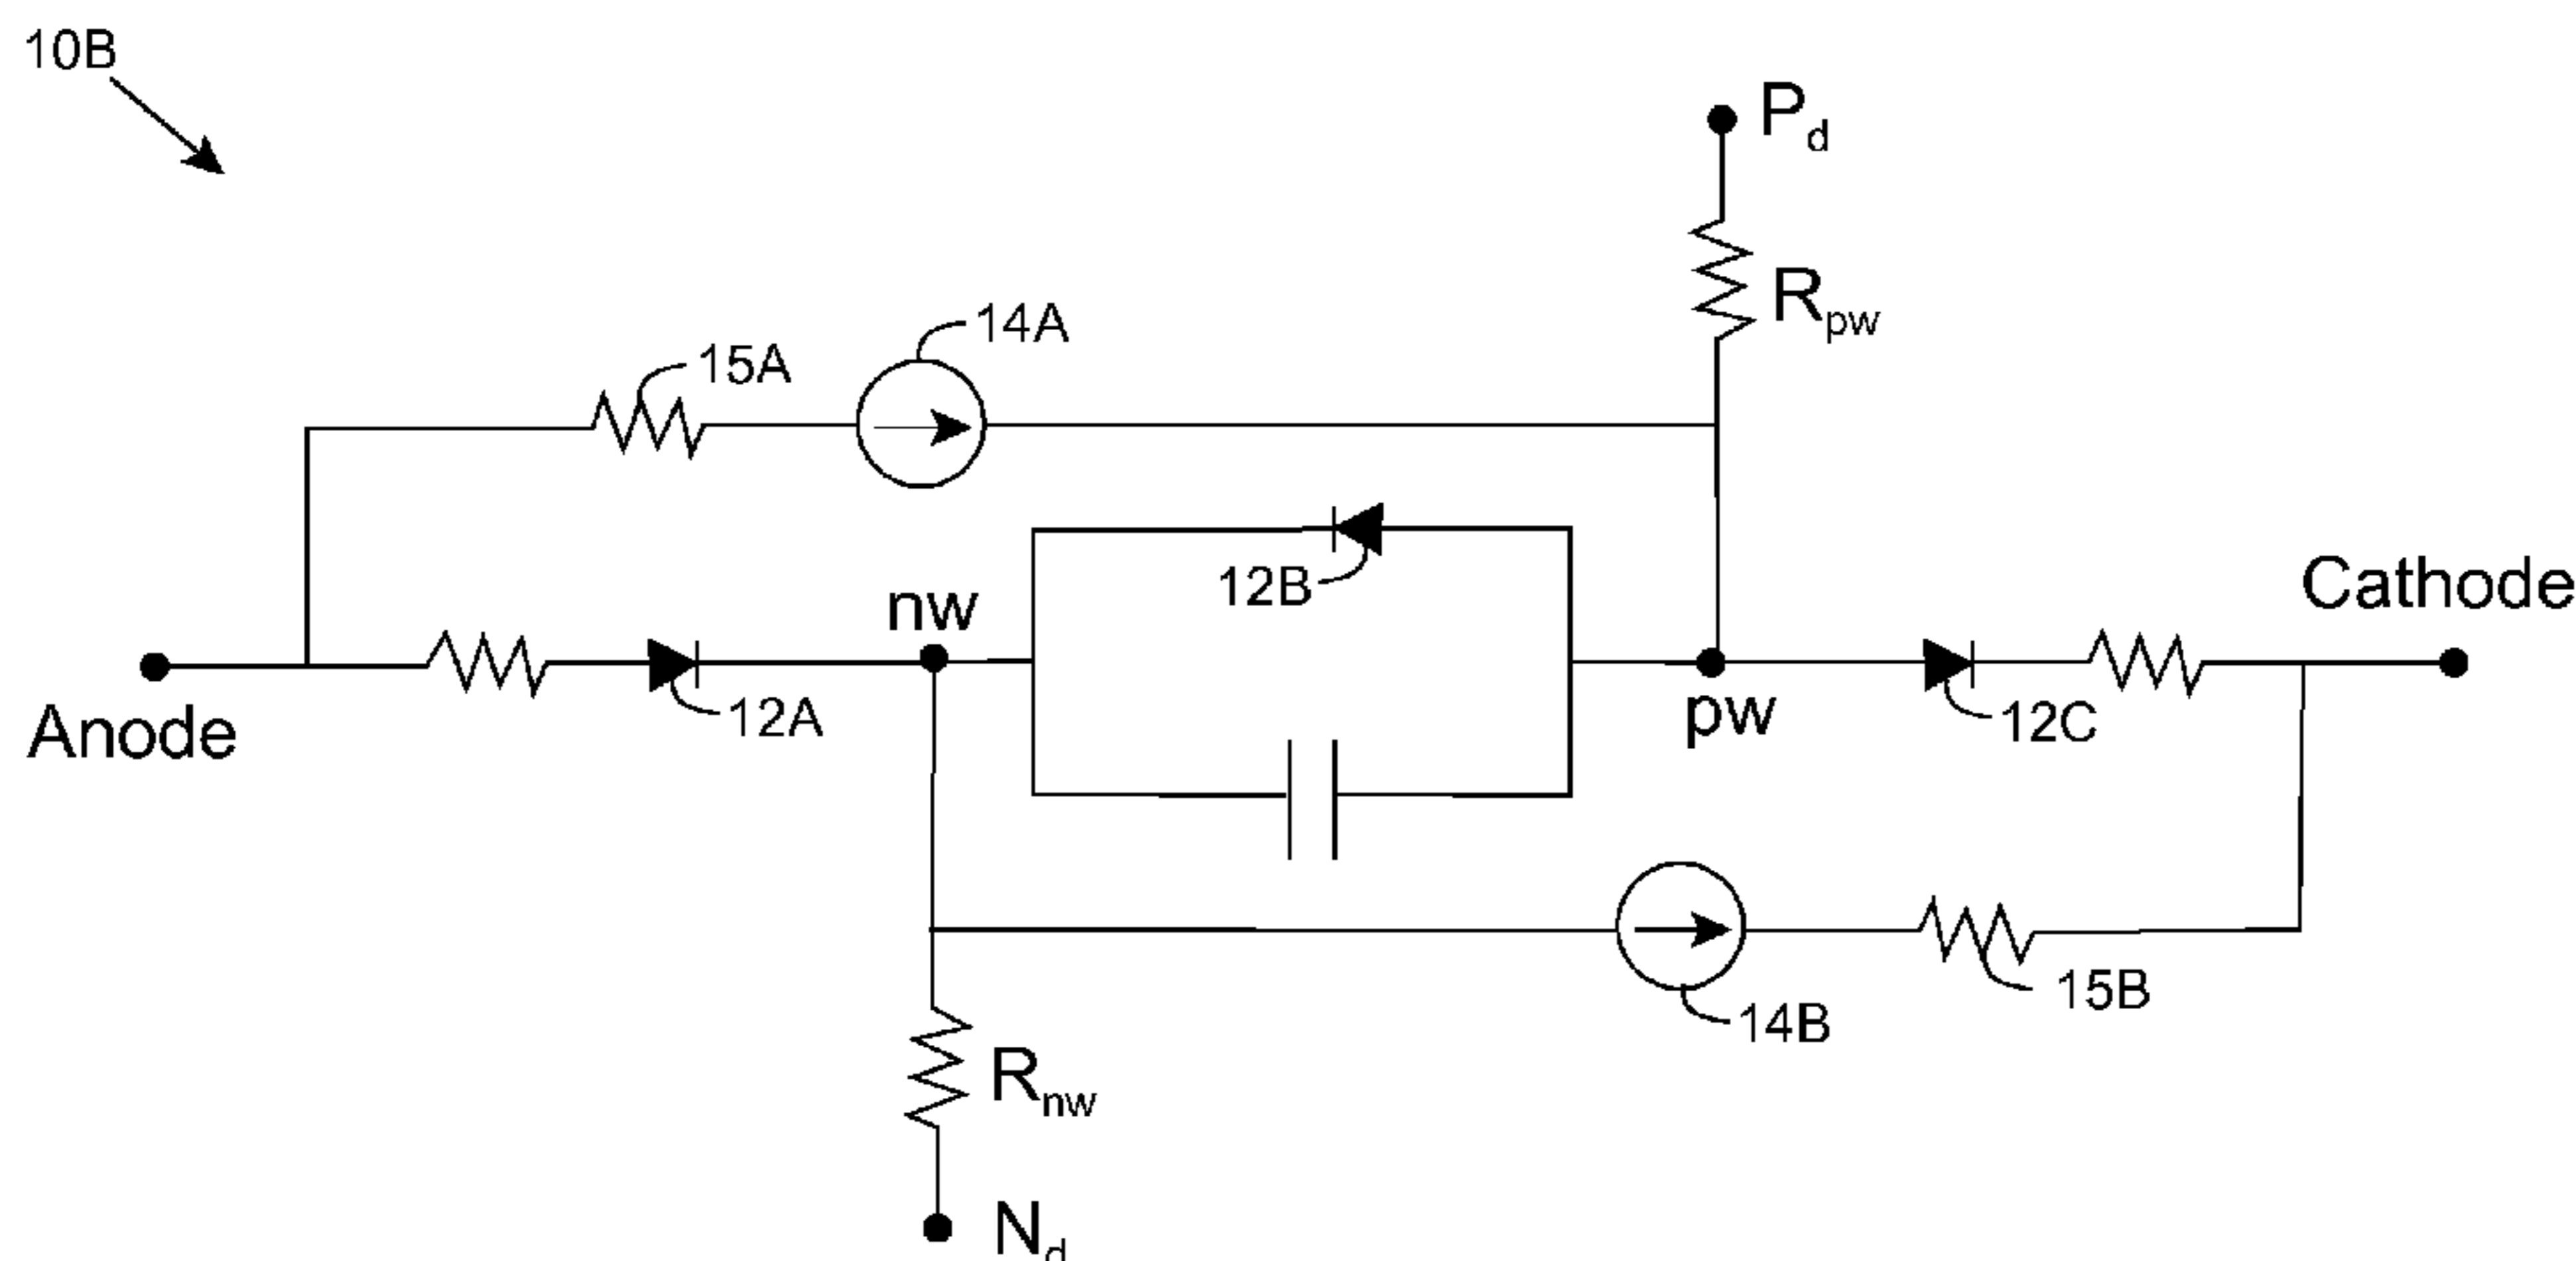 10B
Pd
Rpw
14A
15A
12B
nw
Cathode
Anode
12A
pw
12C
14B
15B
Rnw
Nd